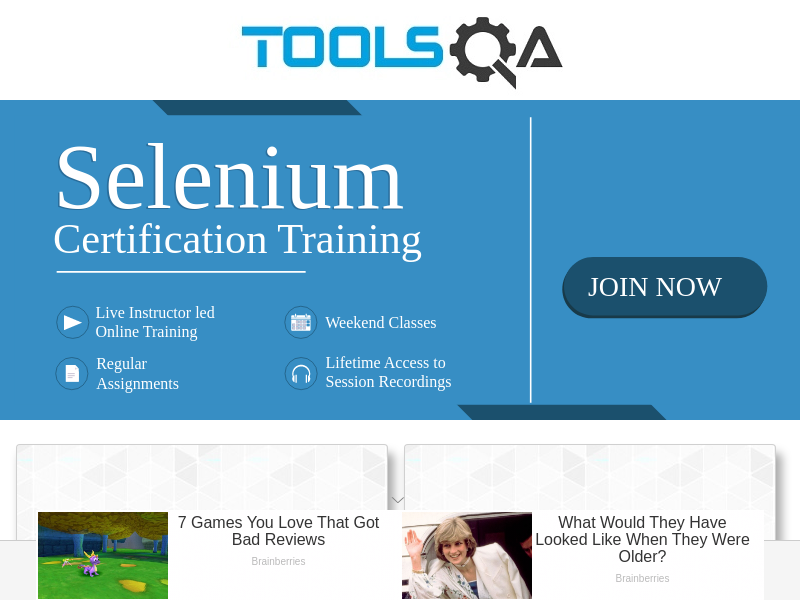 TOOLSQA
Selenium
Certification Training
JOIN NOW
Live Instructor led
Online Training
Weekend Classes
Regular
Assignments
Lifetime Access to
Session Recordings
7 Games You Love That Got
Bad Reviews
Brainberries
What Would They Have
Looked Like When They Were
Older?
Brainberries